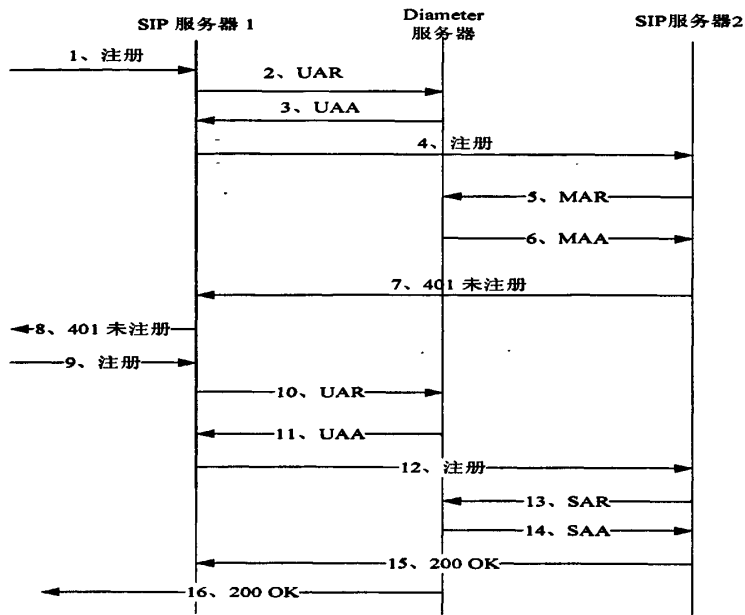 SIP 服务器 1
Diameter
服务器
SIP服务器2
1、注册
2、UAR
3、UAA
4、注册
5、MAR
6、MAA
7、401 未注册
8、401 未注册
9、注册
10、UAR
11、UAA
12、注册
13、SAR
14、SAA
15、200 OK
16、200 OK